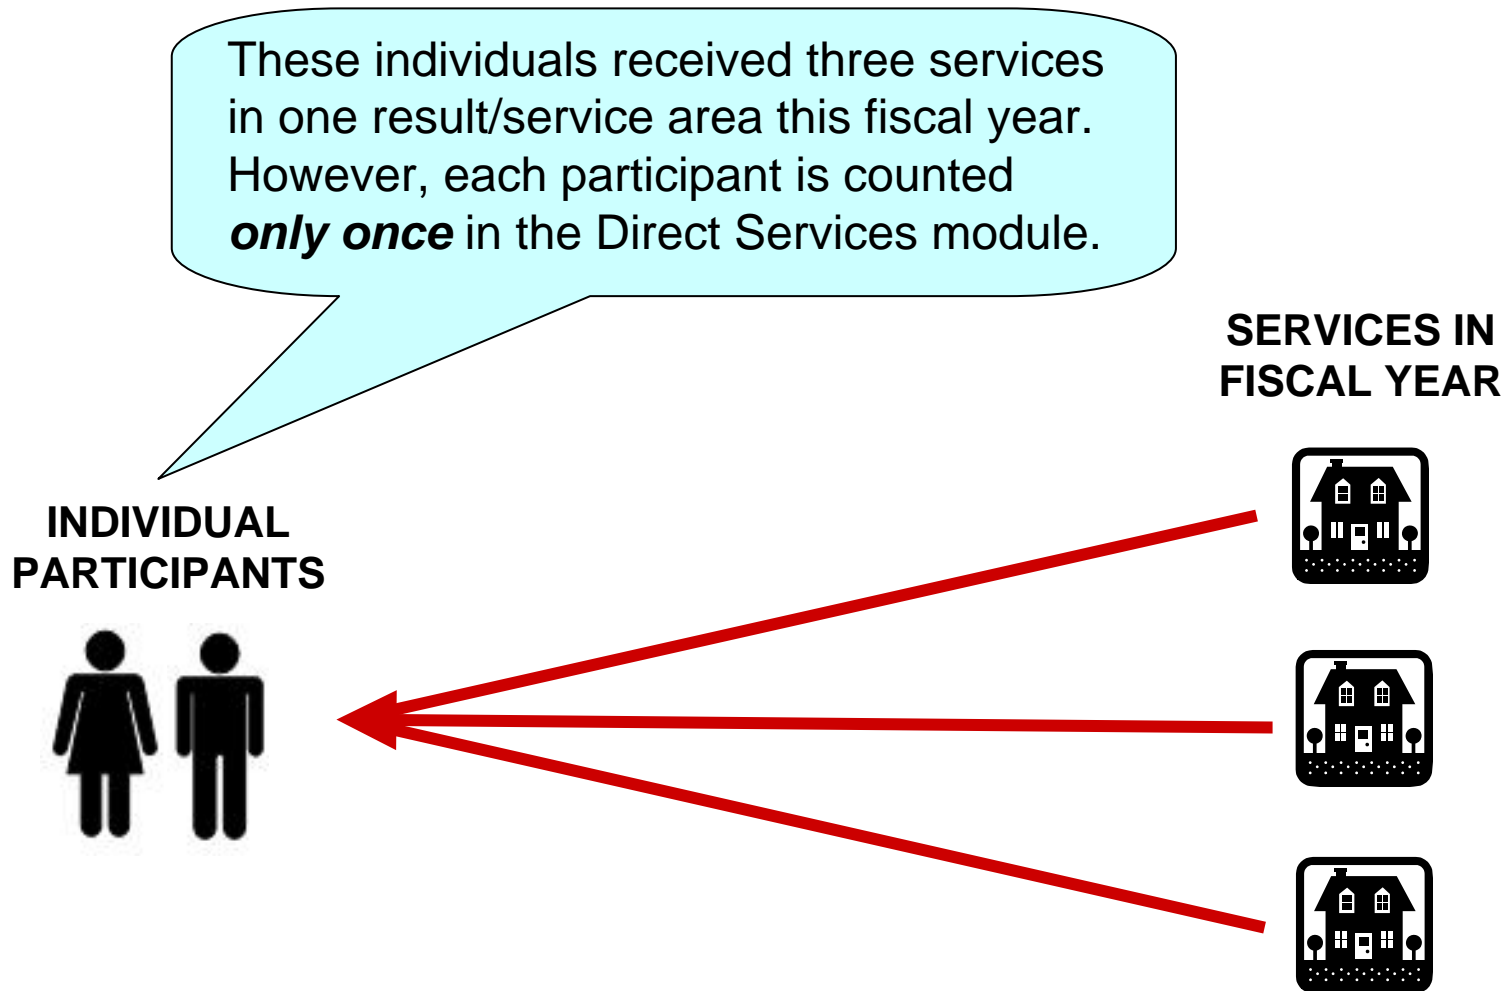 These individuals received three services
in one result/service area this fiscal year.
However, each participant is counted
only once in the Direct Services module.
SERVICES IN
FISCAL YEAR
INDIVIDUAL
PARTICIPANTS